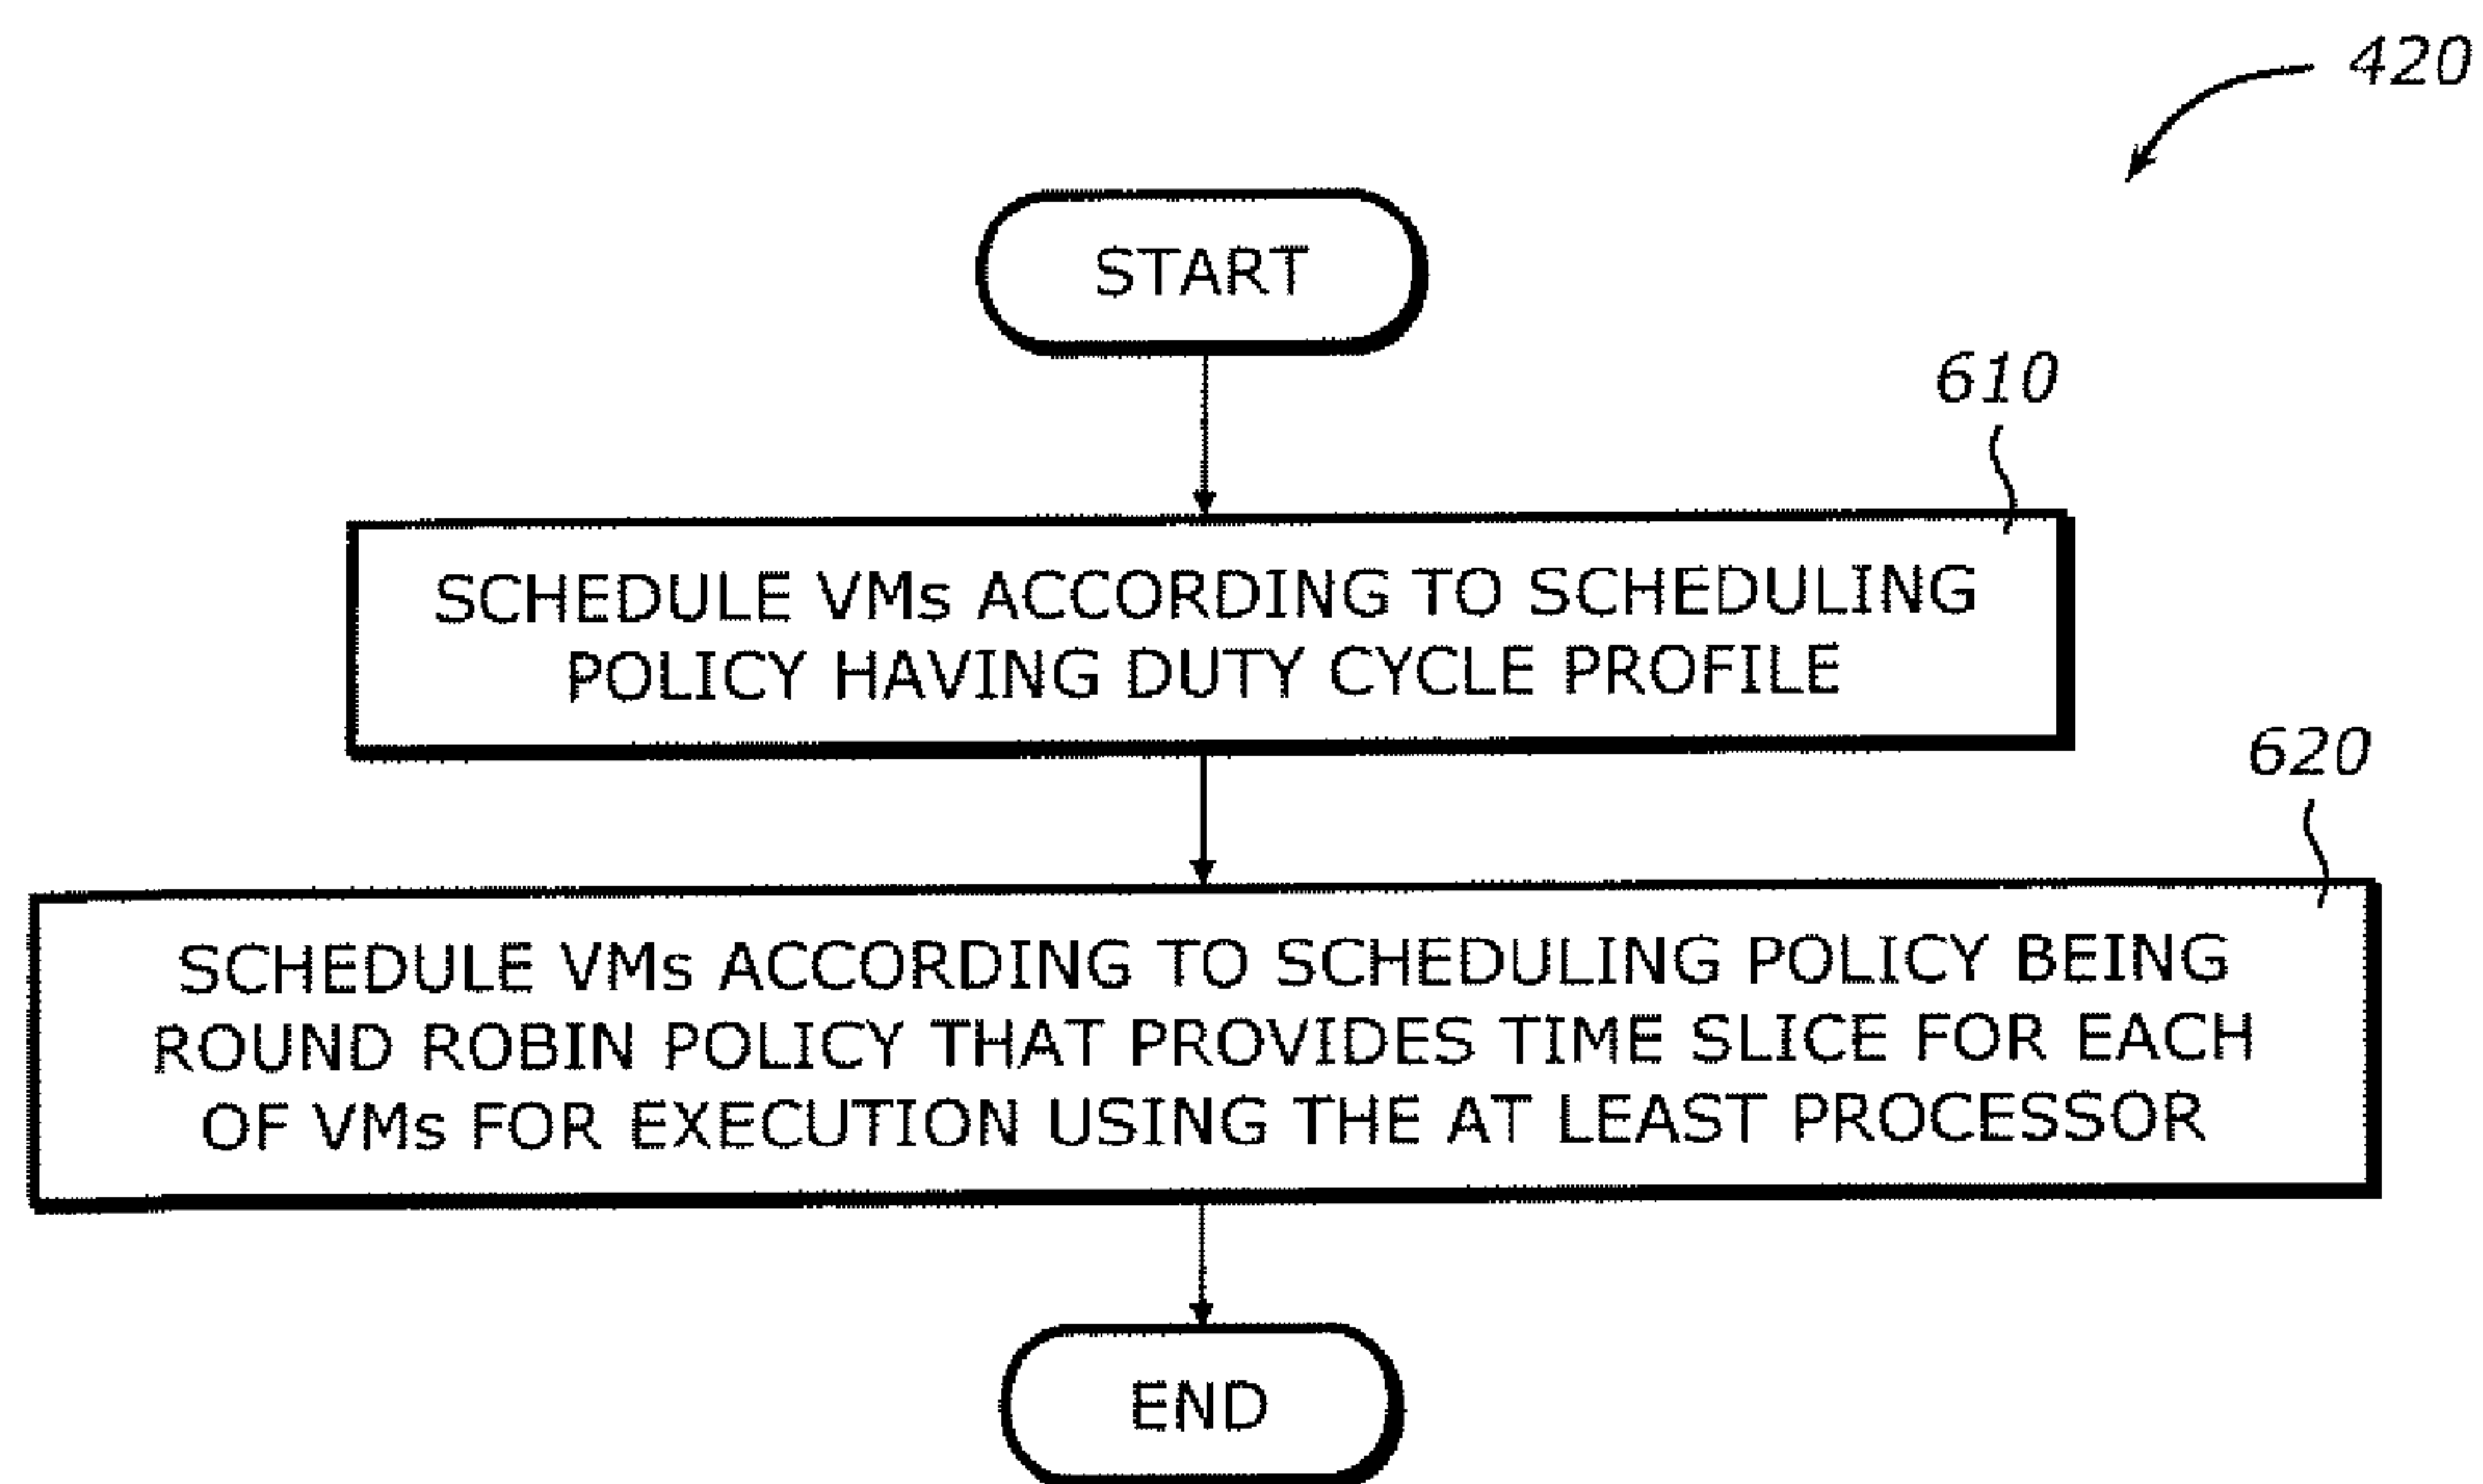 420
START
610
SCHEDULE VMs ACCORDING TO SCHEDULING
POLICY HAVING DUTY CYCLE PROFILE
620
SCHEDULE VMs ACCORDING TO SCHEDULING POLICY BEING
ROUND ROBIN POLICY THAT PROVIDES TIME SLICE FOR EACH
OF VMs FOR EXECUTION USING THE AT LEAST PROCESSOR
END